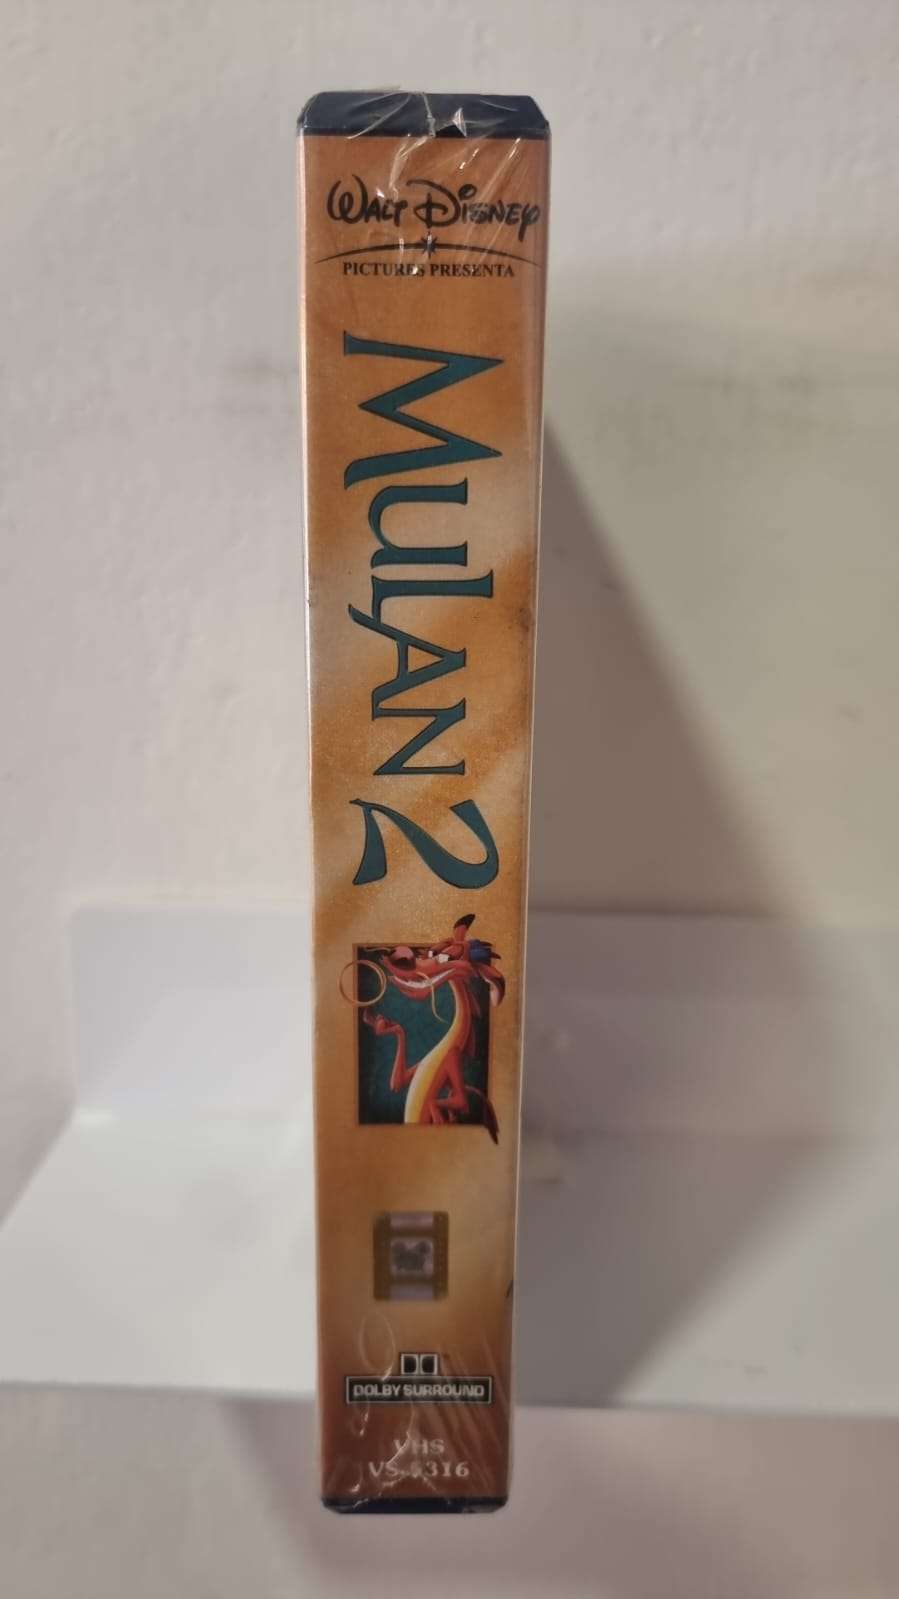 WALT DISNEY
PICTURES PRESENTA
MULAN 2
DOLBY SURROUND
VHS